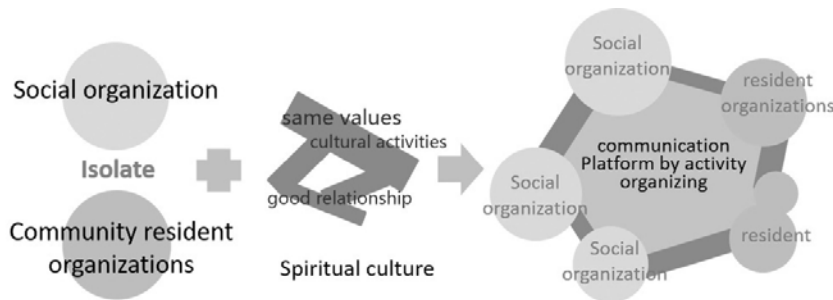 Social organization
Isolate
Community resident
organizations
same values
cultural activities
good relationship
Spiritual culture
Social
organization
resident
organizations
communication
Platform by activity
organizing
Social
organization
resident
Social
organization